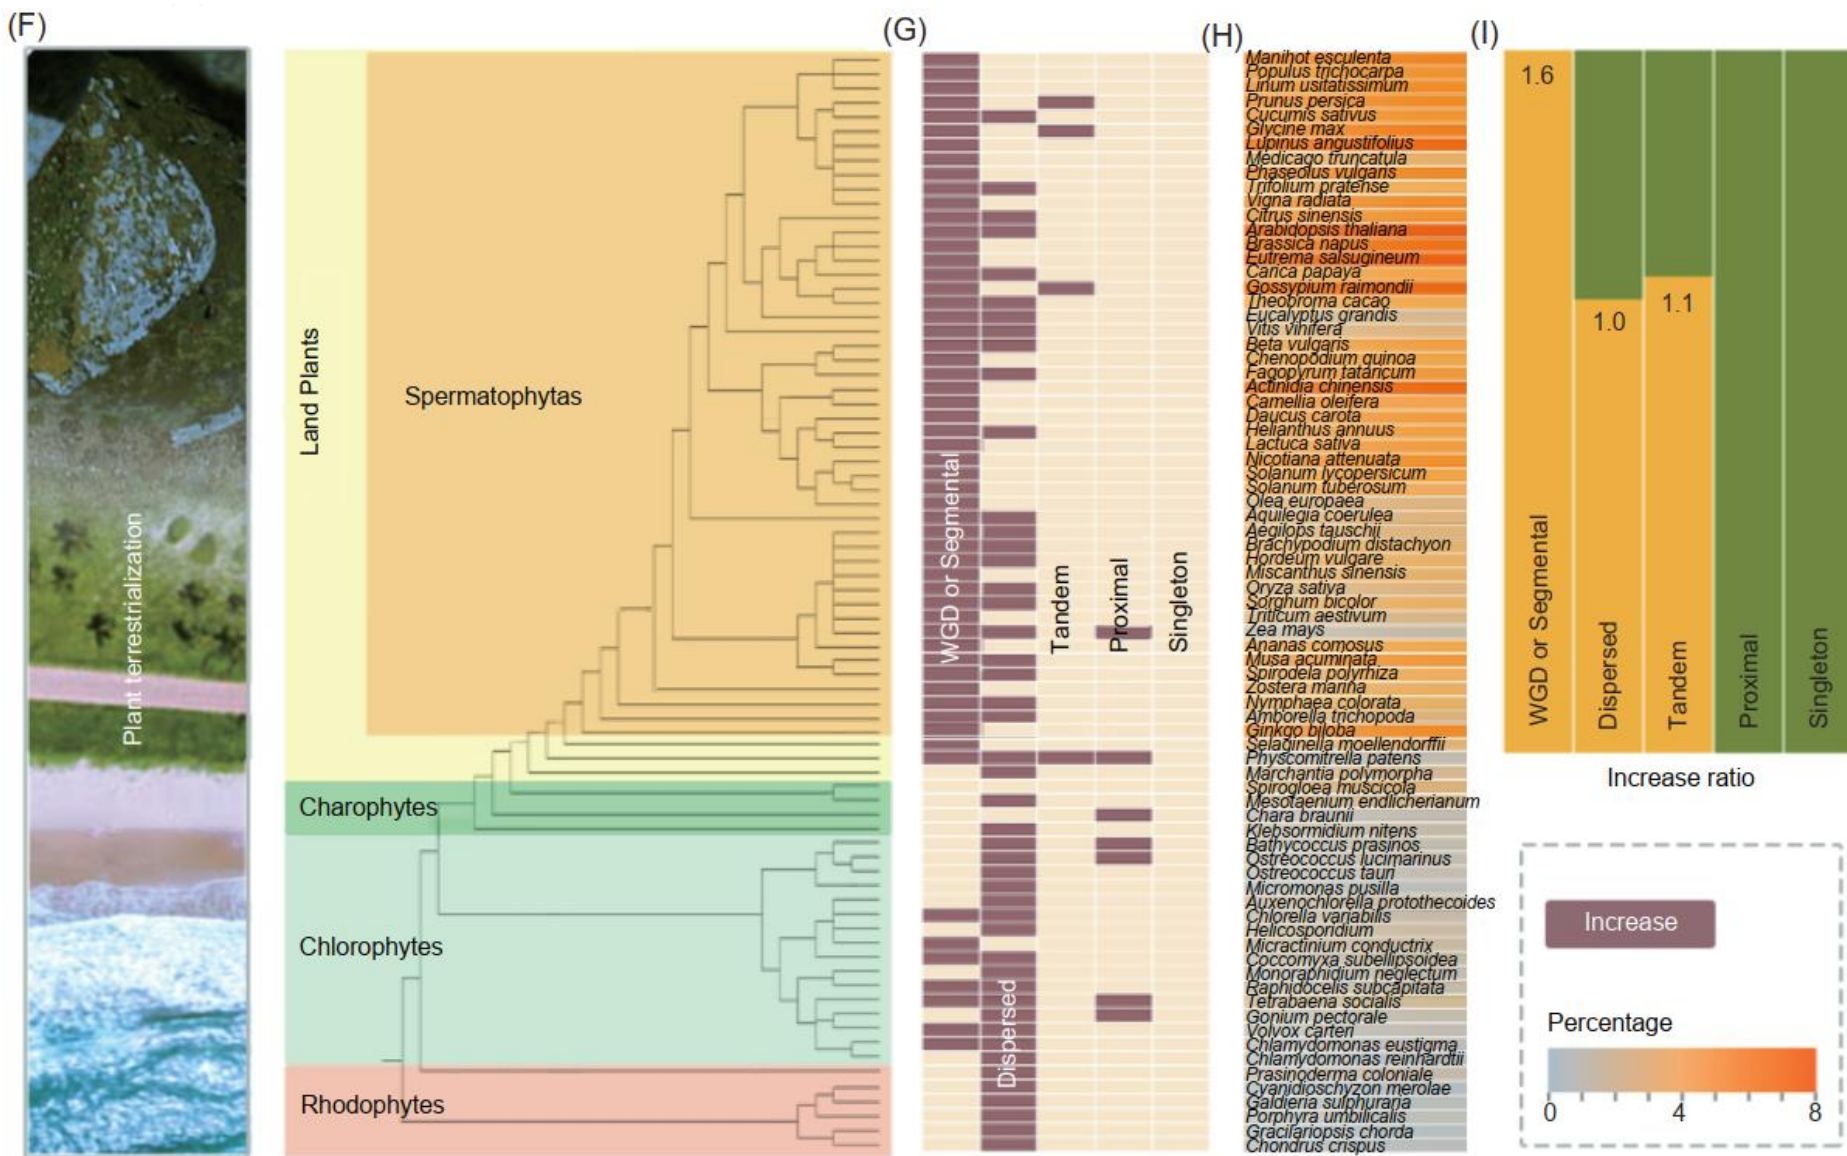 (F)
(G)
(H)
(I)
Plant terrestrialization
Land Plants
Spermatophytas
Charophytes
Chlorophytes
Rhodophytes
WGD or Segmental
Dispersed
Tandem
Proximal
Singleton
Manihot esculenta
Populus trichocarpa
Linum usitatissimum
Prunus persica
Cucumis sativus
Glycine max
Lupinus angustifolius
Medicago truncatula
Phaseolus vulgaris
Trifolium pratense
Vigna radiata
Citrus sinensis
Arabidopsis thaliana
Brassica napus
Eutrema salsugineum
Carica papaya
Gossypium raimondii
Theobroma cacao
Eucalyptus grandis
Vitis vinifera
Beta vulgaris
Chenopodium quinoa
Fagopyrum tataricum
Actinidia chinensis
Camellia oleifera
Daucus carota
Helianthus annuus
Lactuca sativa
Nicotiana attenuata
Solanum lycopersicum
Solanum tuberosum
Olea europaea
Aquilegia coerulea
Aegilops tauschii
Brachypodium distachyon
Hordeum vulgare
Miscanthus sinensis
Oryza sativa
Sorghum bicolor
Triticum aestivum
Zea mays
Ananas comosus
Musa acuminata
Spirodela polyrhiza
Zostera marina
Nymphaea colorata
Amborella trichopoda
Ginkgo biloba
Selaginella moellendorffii
Physcomitrella patens
Marchantia polymorpha
Spirogloea muscicola
Mesotaenium endlicherianum
Chara braunii
Klebsormidium nitens
Bathycoccus prasinos
Ostreococcus lucimarinus
Ostreococcus tauri
Micromonas pusilla
Auxenochlorella protothecoides
Chlorella variabilis
Helicosporidium
Micractinium conductrix
Coccomyxa subellipsoidea
Monoraphidium neglectum
Raphidocelis subcapitata
Tetrabaena socialis
Gonium pectorale
Volvox carteri
Chlamydomonas eustigma
Chlamydomonas reinhardtii
Prasinoderma coloniale
Cyanidioschyzon merolae
Galdieria sulphuraria
Porphyra umbilicalis
Gracilariopsis chorda
Chondrus crispus
1.6
1.0
1.1
WGD or Segmental
Dispersed
Tandem
Proximal
Singleton
Increase ratio
Increase
Percentage
0 4 8